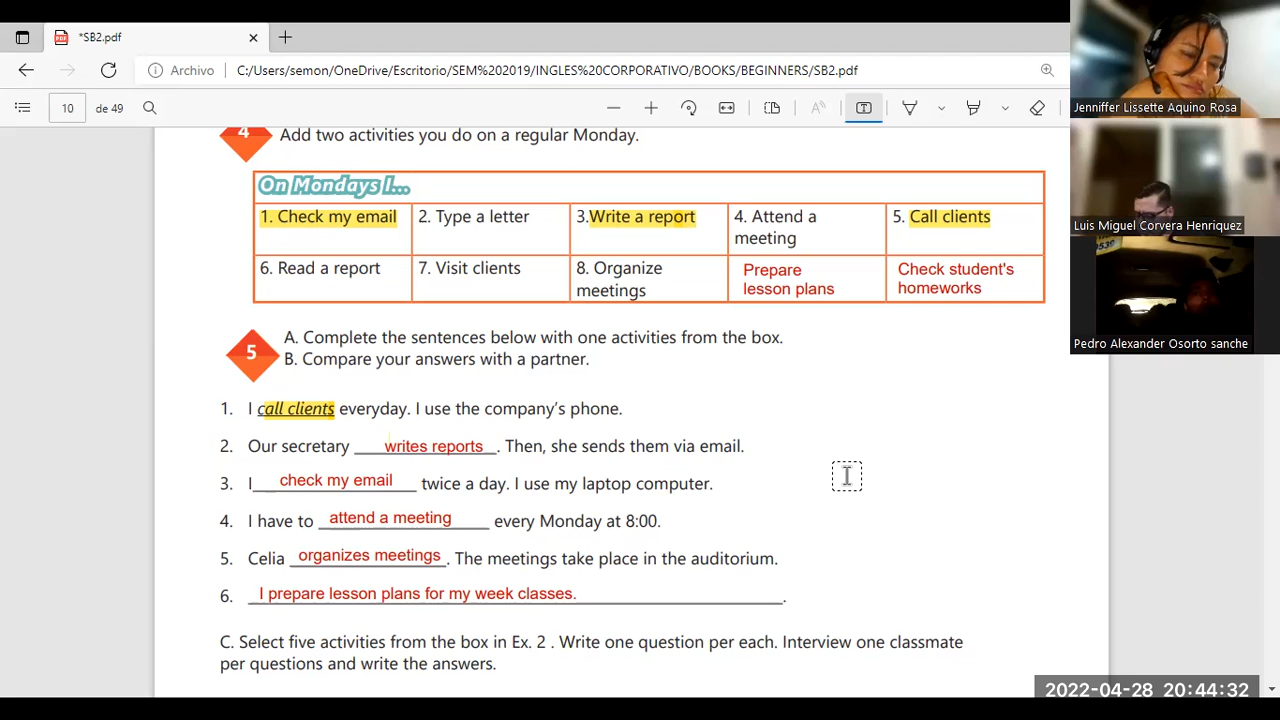 *SB2.pdf
Archivo
C:/Users/semon/OneDrive/Escritorio/SEM%202019/INGLES%20CORPORATIVO/BOOKS/BEGINNERS/SB2.pdf
10 de 49
4 Add two activities you do on a regular Monday.
On Mondays I...
1. Check my email 2. Type a letter 3.Write a report 4. Attend a meeting 5. Call clients
6. Read a report 7. Visit clients 8. Organize meetings Prepare lesson plans Check student's homeworks
5 A. Complete the sentences below with one activities from the box.
B. Compare your answers with a partner.
1. I call clients everyday. I use the company's phone.
2. Our secretary writes reports. Then, she sends them via email.
3. I check my email twice a day. I use my laptop computer.
4. I have to attend a meeting every Monday at 8:00.
5. Celia organizes meetings. The meetings take place in the auditorium.
6. I prepare lesson plans for my week classes. .
C. Select five activities from the box in Ex. 2 . Write one question per each. Interview one classmate
per questions and write the answers.
Jenniffer Lissette Aquino Rosa
Luis Miguel Corvera Henriquez
Pedro Alexander Osorto sanche
2022-04-28 20:44:32